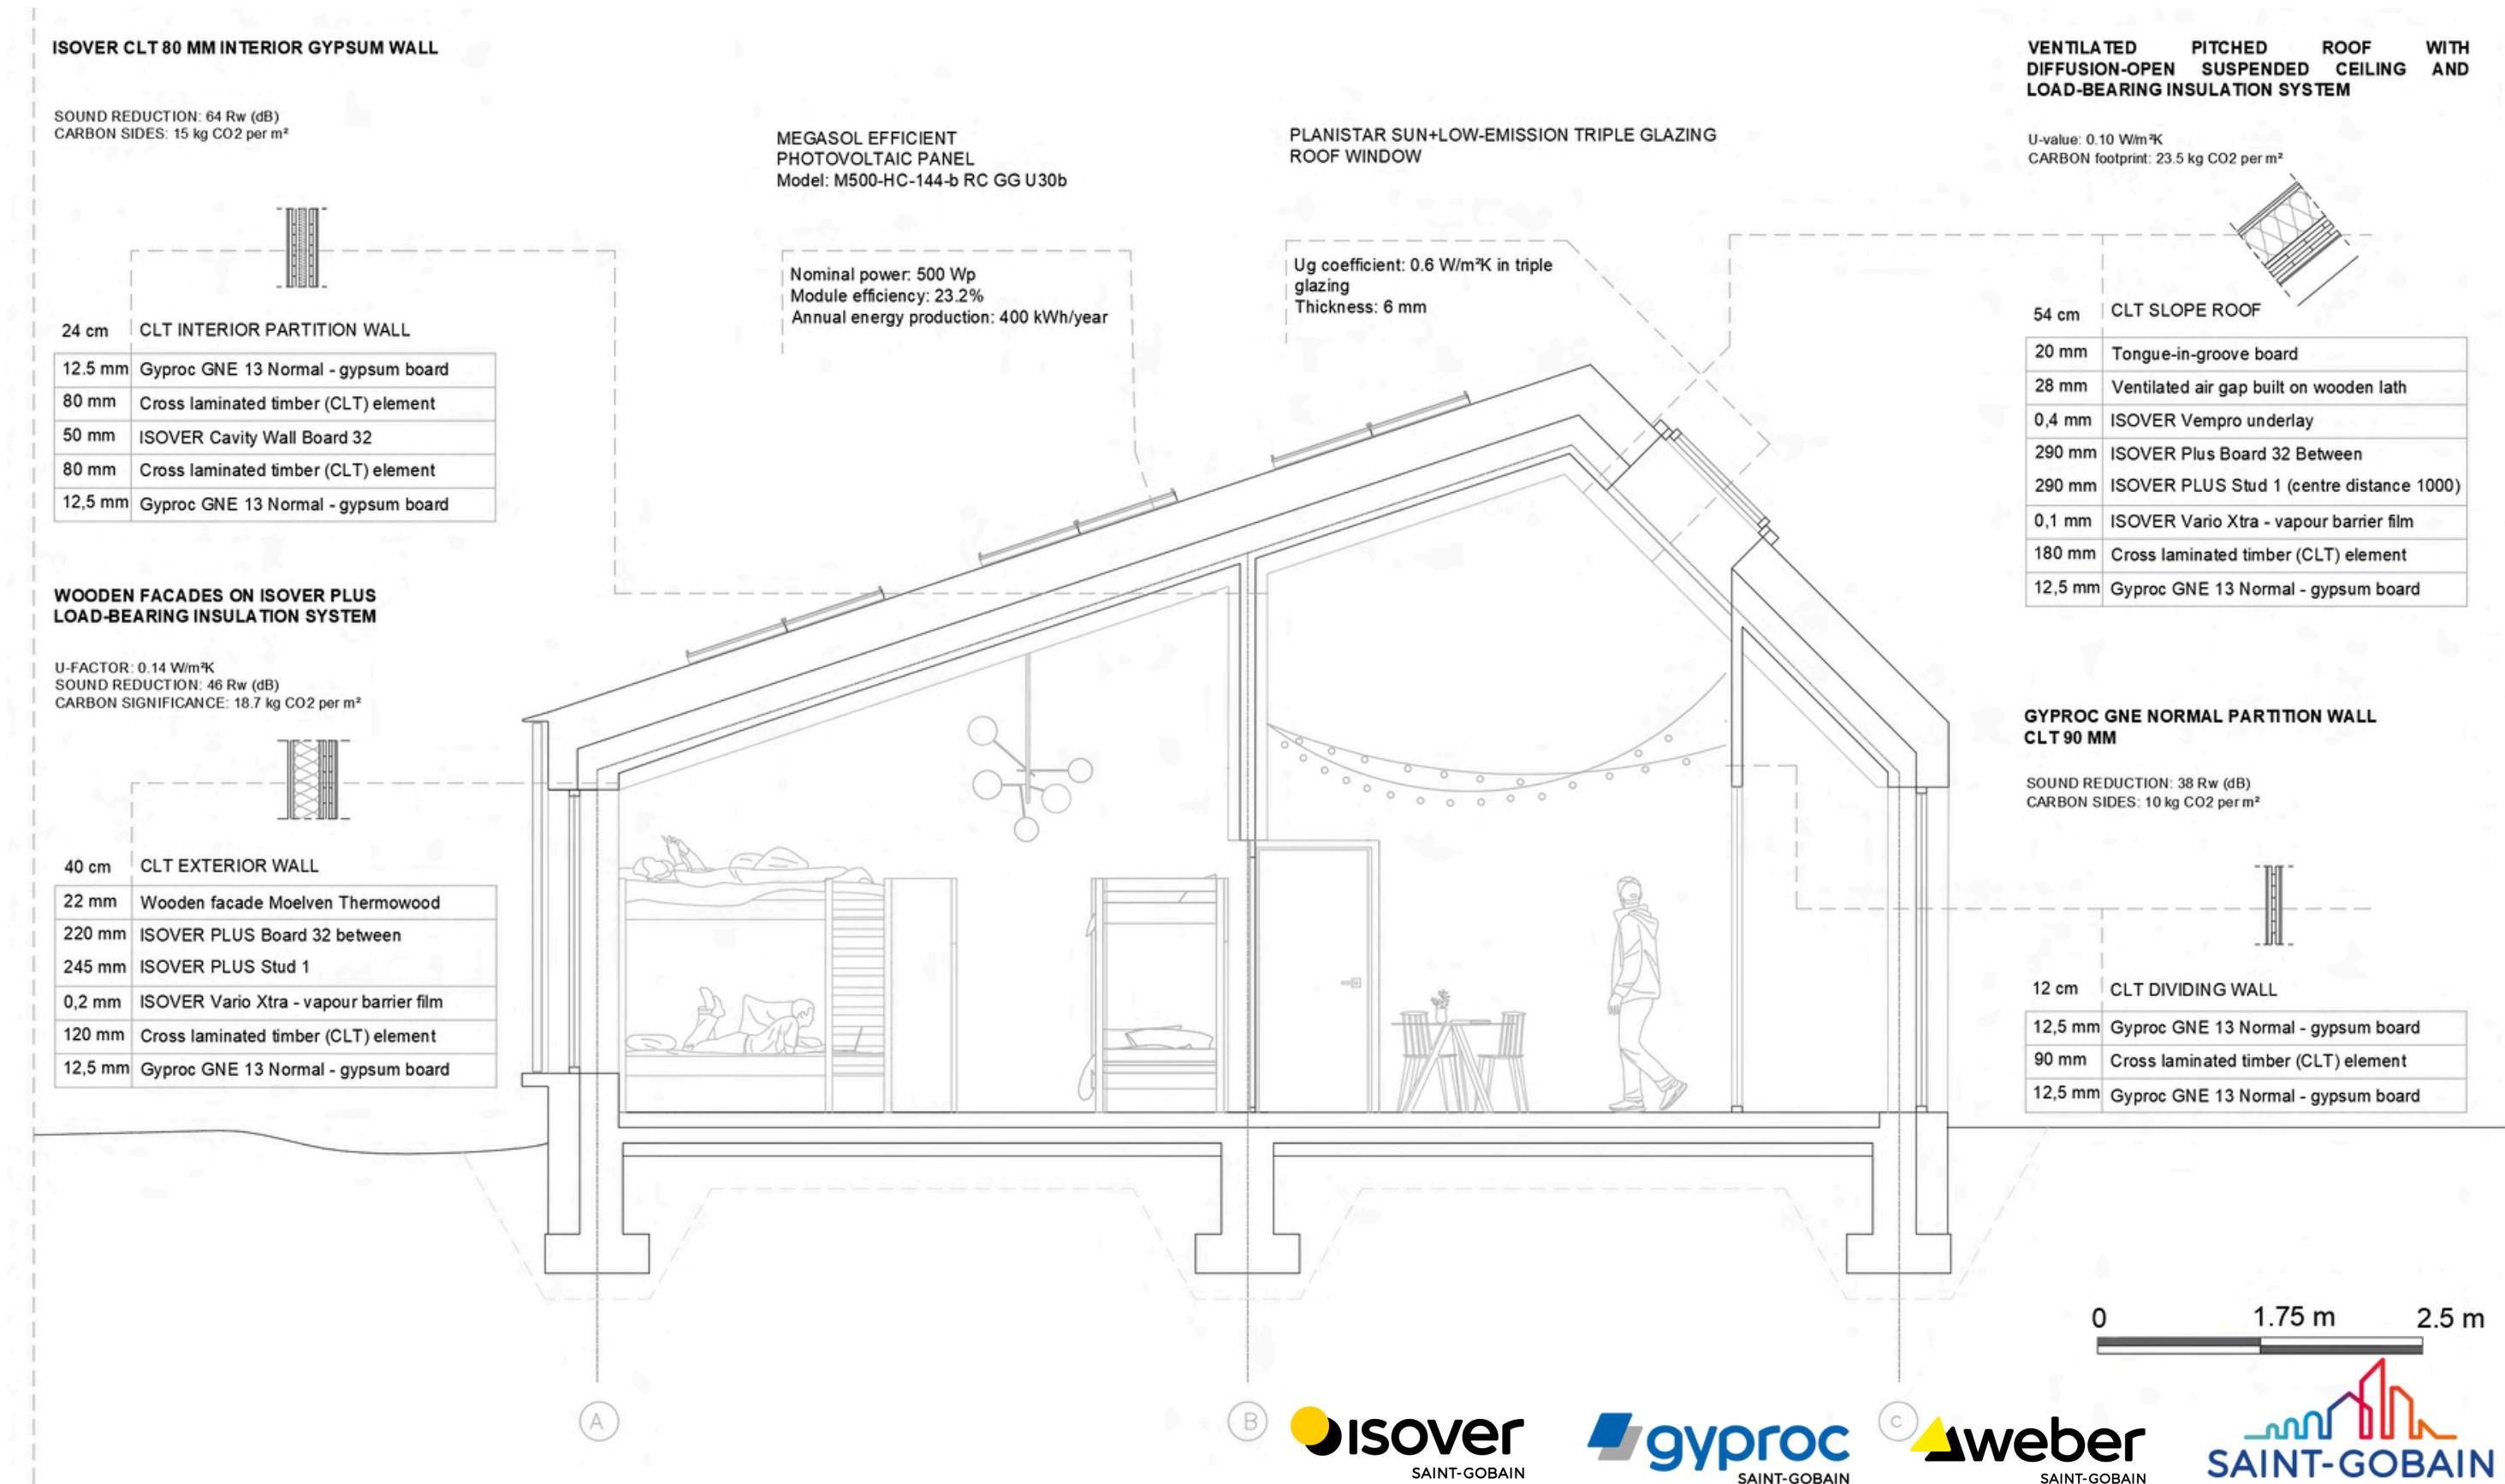 ISOVER CLT 80 MM INTERIOR GYPSUM WALL
SOUND REDUCTION: 64 Rw (dB)
CARBON SIDES: 15 kg CO2 per m²
24 cm CLT INTERIOR PARTITION WALL
12.5 mm Gyproc GNE 13 Normal - gypsum board
80 mm Cross laminated timber (CLT) element
50 mm ISOVER Cavity Wall Board 32
80 mm Cross laminated timber (CLT) element
12,5 mm Gyproc GNE 13 Normal - gypsum board
WOODEN FACADES ON ISOVER PLUS
LOAD-BEARING INSULATION SYSTEM
U-FACTOR: 0.14 W/m²K
SOUND REDUCTION: 46 Rw (dB)
CARBON SIGNIFICANCE: 18.7 kg CO2 per m²
40 cm CLT EXTERIOR WALL
22 mm Wooden facade Moelven Thermowood
220 mm ISOVER PLUS Board 32 between
245 mm ISOVER PLUS Stud 1
0,2 mm ISOVER Vario Xtra - vapour barrier film
120 mm Cross laminated timber (CLT) element
12,5 mm Gyproc GNE 13 Normal - gypsum board
MEGASOL EFFICIENT
PHOTOVOLTAIC PANEL
Model: M500-HC-144-b RC GG U30b
Nominal power: 500 Wp
Module efficiency: 23.2%
Annual energy production: 400 kWh/year
PLANISTAR SUN+LOW-EMISSION TRIPLE GLAZING
ROOF WINDOW
Ug coefficient: 0.6 W/m²K in triple
glazing
Thickness: 6 mm
VENTILATED PITCHED ROOF WITH
DIFFUSION-OPEN SUSPENDED CEILING AND
LOAD-BEARING INSULATION SYSTEM
U-value: 0.10 W/m²K
CARBON footprint: 23.5 kg CO2 per m²
54 cm CLT SLOPE ROOF
20 mm Tongue-in-groove board
28 mm Ventilated air gap built on wooden lath
0,4 mm ISOVER Vempro underlay
290 mm ISOVER Plus Board 32 Between
290 mm ISOVER PLUS Stud 1 (centre distance 1000)
0,1 mm ISOVER Vario Xtra - vapour barrier film
180 mm Cross laminated timber (CLT) element
12,5 mm Gyproc GNE 13 Normal - gypsum board
GYPROC GNE NORMAL PARTITION WALL
CLT 90 MM
SOUND REDUCTION: 38 Rw (dB)
CARBON SIDES: 10 kg CO2 per m²
12 cm CLT DIVIDING WALL
12,5 mm Gyproc GNE 13 Normal - gypsum board
90 mm Cross laminated timber (CLT) element
12,5 mm Gyproc GNE 13 Normal - gypsum board
0 1.75 m 2.5 m
A B C
isover
SAINT-GOBAIN
gyproc
SAINT-GOBAIN
weber
SAINT-GOBAIN
SAINT-GOBAIN